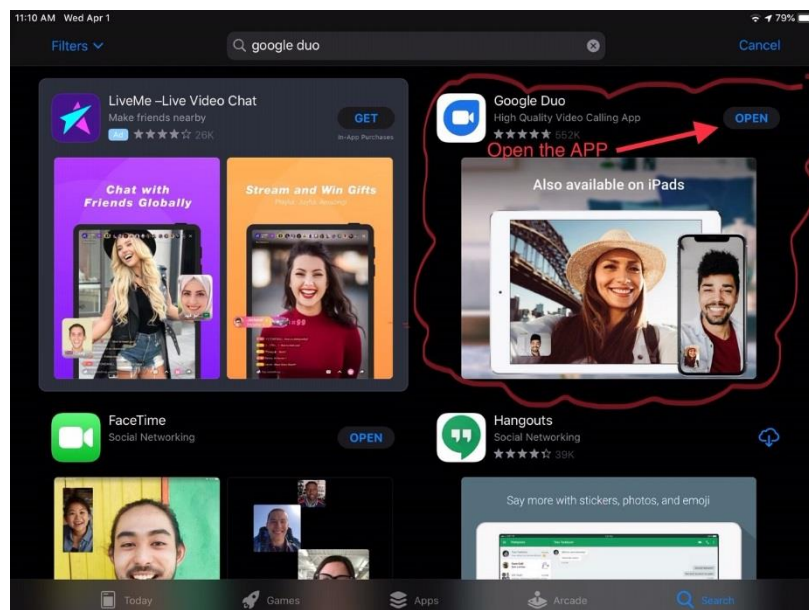 11:10 AM Wed Apr 1
79%
Filters
google duo
Cancel
LiveMe –Live Video Chat
Make friends nearby
Ad 26K
GET
In-App Purchases
Chat with
Friends Globally
Stream and Win Gifts
Google Duo
High Quality Video Calling App
552K
OPEN
Open the APP
Also available on iPads
FaceTime
Social Networking
OPEN
Hangouts
Social Networking
39K
Say more with stickers, photos, and emoji
Today
Games
Apps
Arcade
Search